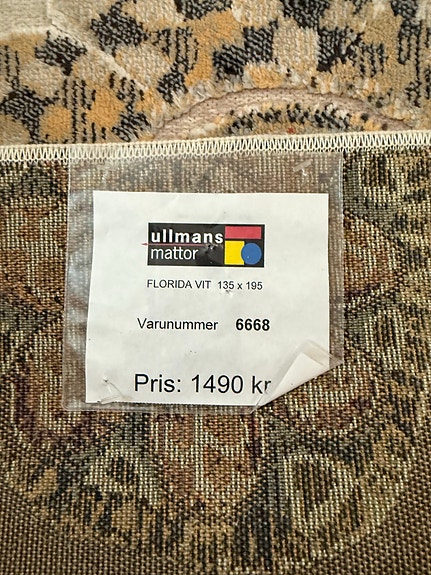 ullmans
mattor
FLORIDA VIT 135 x 195
Varunummer 6668
Pris: 1490 kr